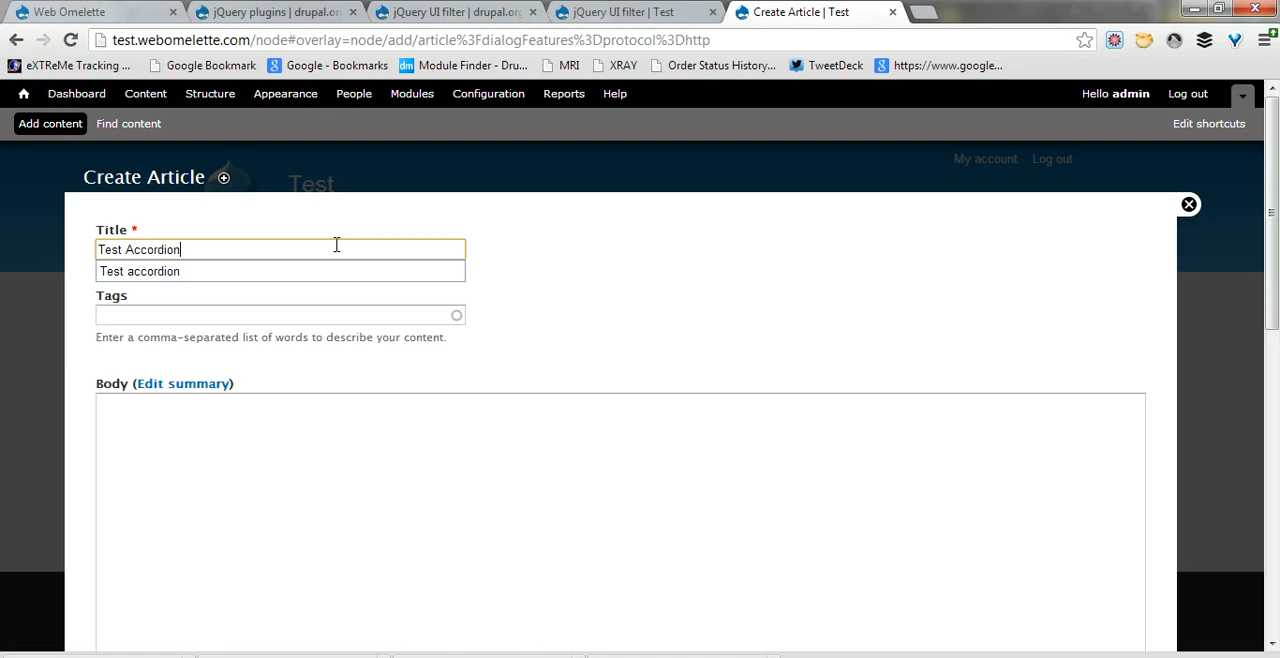 Web Omelette
jQuery plugins | drupal.or
jQuery UI filter | drupal.or
jQuery UI filter | Test
Create Article | Test
test.webomelette.com/node#overlay=node/add/article%3FdialogFeatures%3Dprotocol%3Dhttp
eXTReMe Tracking ...
Google Bookmark
Google - Bookmarks
dm Module Finder - Dru...
MRI
XRAY
Order Status History...
TweetDeck
https://www.google...
Dashboard
Content
Structure
Appearance
People
Modules
Configuration
Reports
Help
Hello admin
Log out
Add content
Find content
Edit shortcuts
My account
Log out
Create Article
Test
Title *
Test Accordion
Test accordion
Tags
Enter a comma-separated list of words to describe your content.
Body (Edit summary)